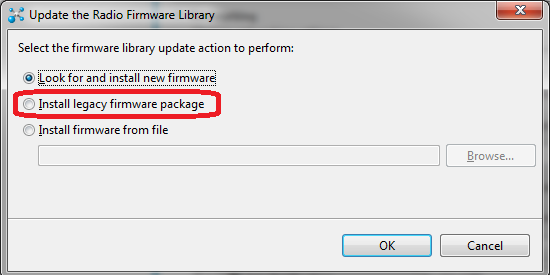 Update the Radio Firmware Library
Select the firmware library update action to perform:
Look for and install new firmware
Install legacy firmware package
Install firmware from file
Browse...
OK
Cancel